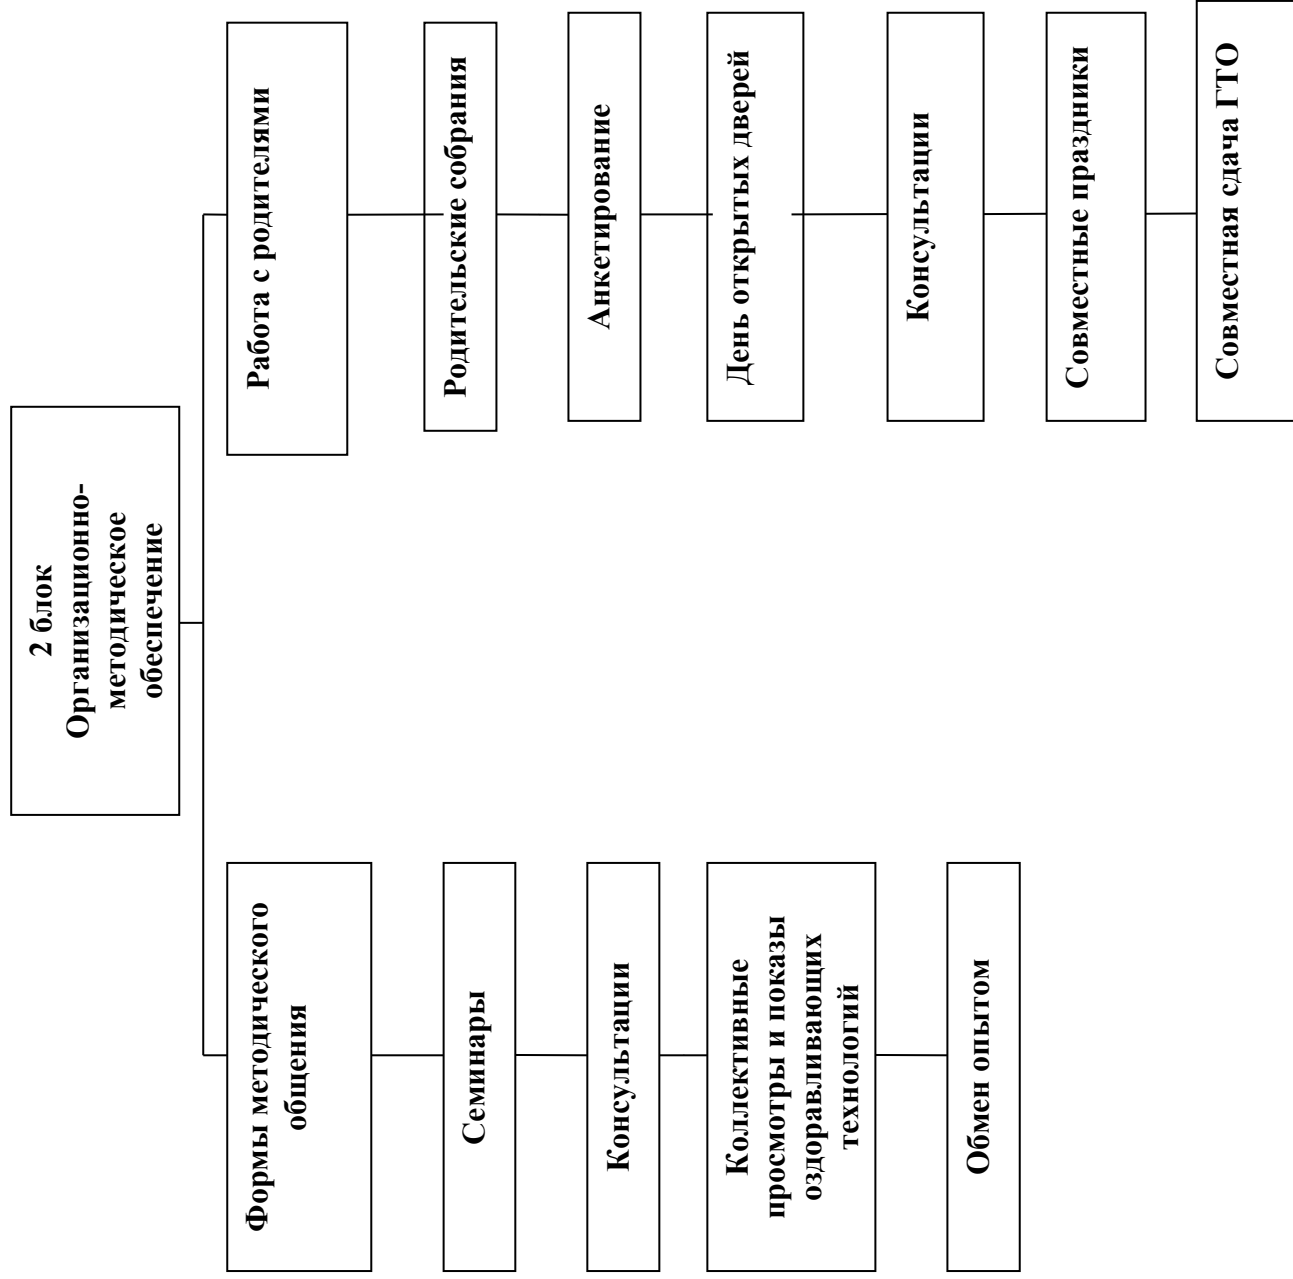 2 блок
Организационно-
методическое
обеспечение
Формы методического
общения
Семинары
Консультации
Коллективные
просмотры и показы
оздоравливающих
технологий
Обмен опытом
Работа с родителями
Родительские собрания
Анкетирование
День открытых дверей
Консультации
Совместные праздники
Совместная сдача ГТО